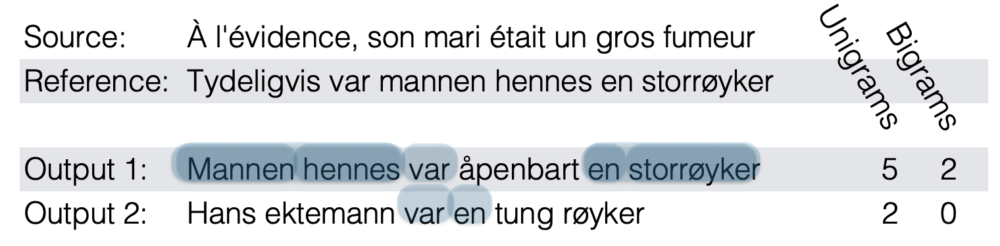 Unigrams Bigrams
Source: À l'évidence, son mari était un gros fumeur
Reference: Tydeligvis var mannen hennes en storrøyker
Output 1: Mannen hennes var åpenbart en storrøyker 5 2
Output 2: Hans ektemann var en tung røyker 2 0